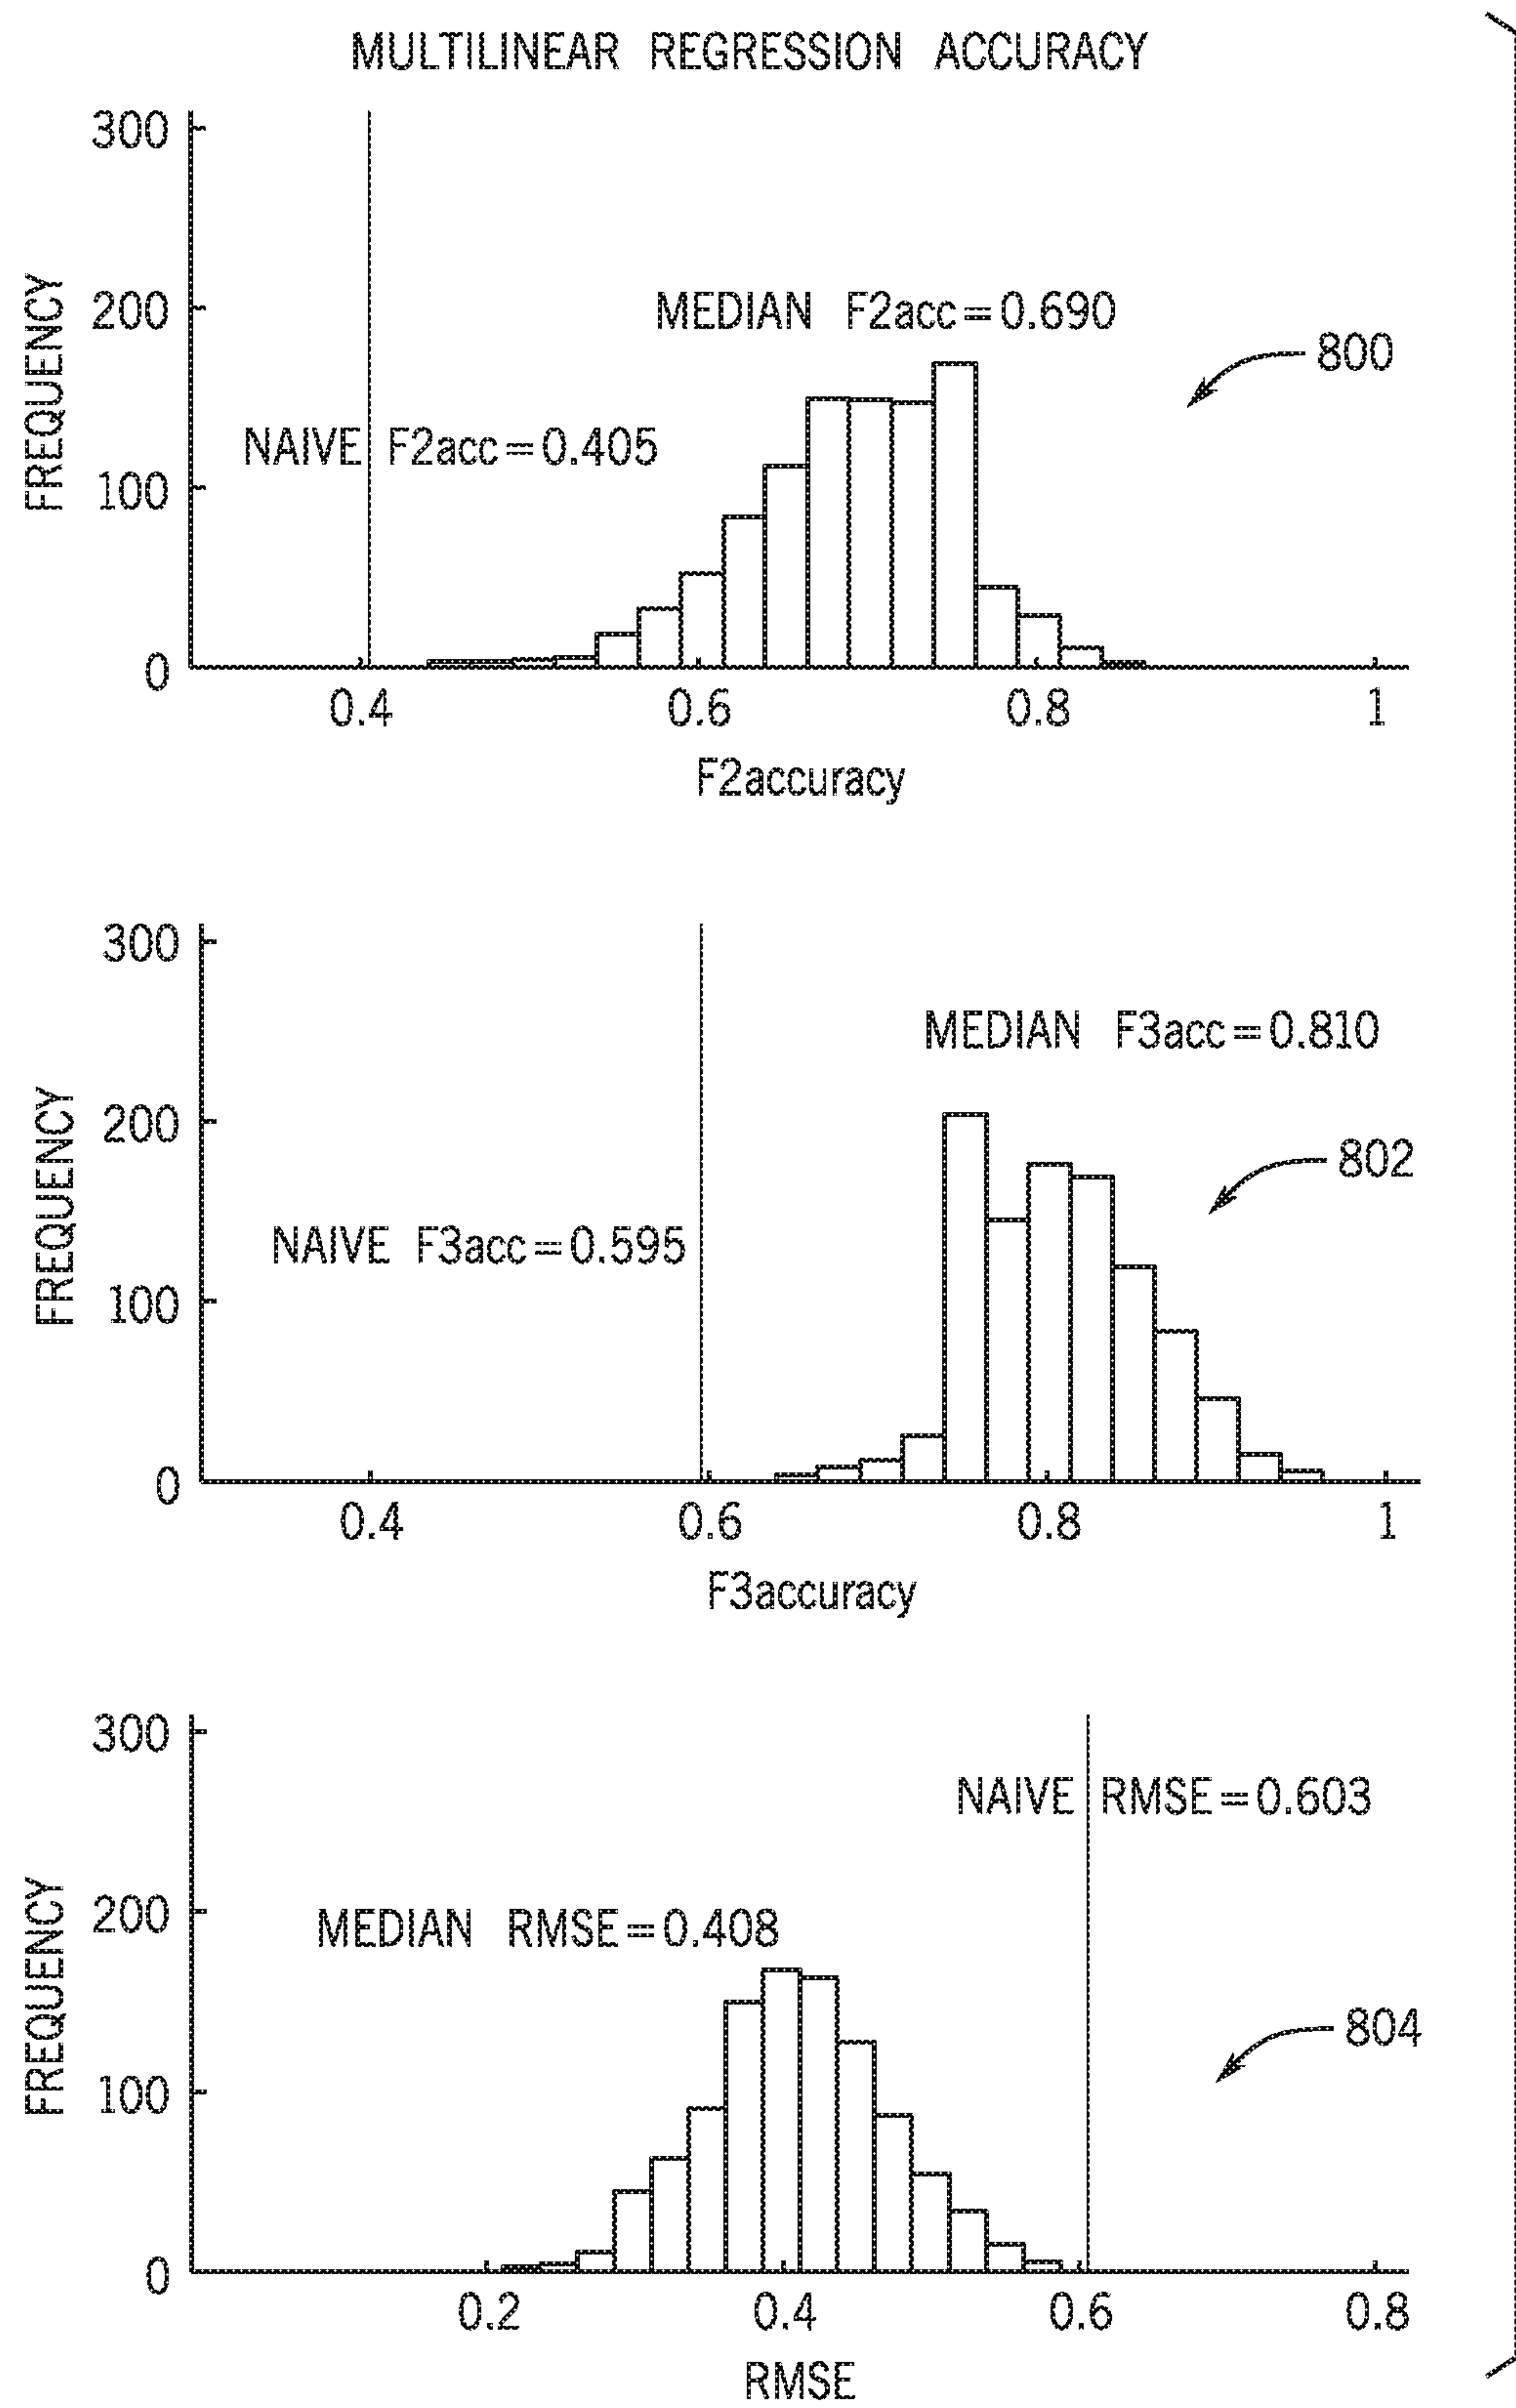 MULTILINEAR REGRESSION ACCURACY
300
200
100
0
FREQUENCY
MEDIAN F2acc=0.690
800
NAIVE F2acc=0.405
0.4 0.6 0.8 1
F2accuracy
300
200
100
0
FREQUENCY
MEDIAN F3acc=0.810
802
NAIVE F3acc=0.595
0.4 0.6 0.8 1
F3accuracy
300
200
100
0
FREQUENCY
NAIVE RMSE=0.603
MEDIAN RMSE=0.408
804
0.2 0.4 0.6 0.8
RMSE